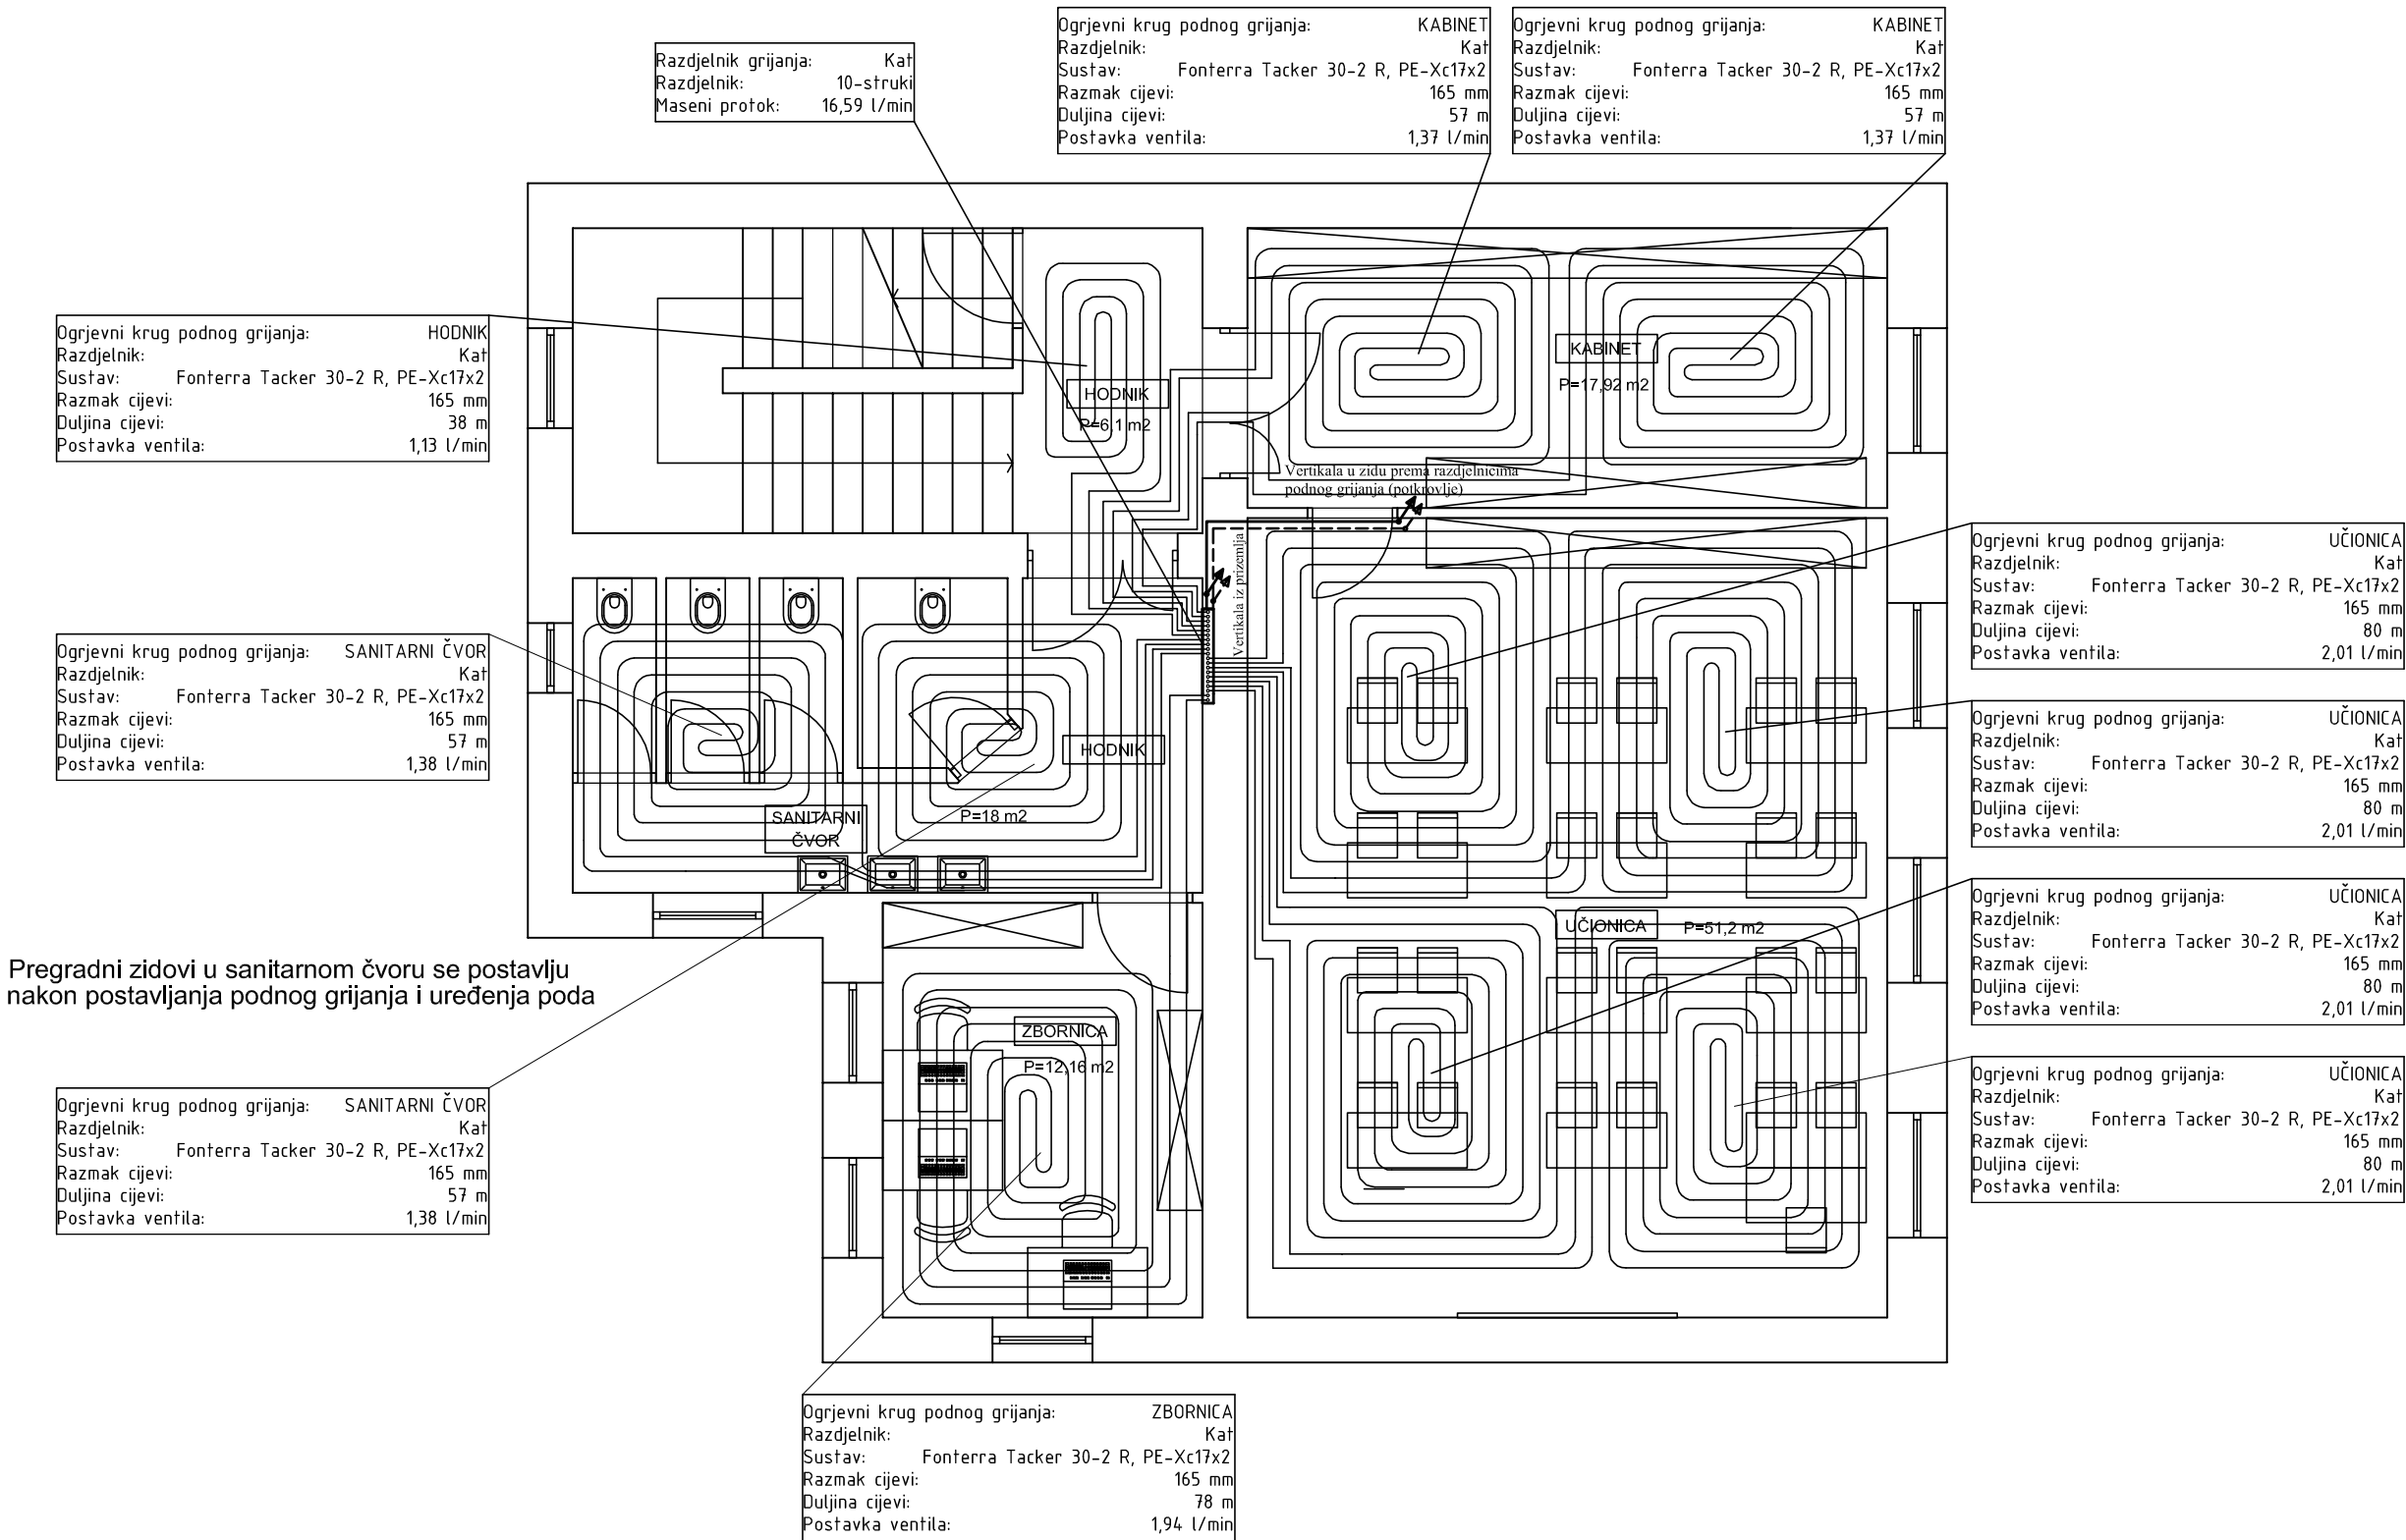 Razdjelnik grijanja: Kat
Razdjelnik: 10-struki
Maseni protok: 16,59 l/min
Ogrjevni krug podnog grijanja: KABINET
Razdjelnik: Kat
Sustav: Fonterra Tacker 30-2 R, PE-Xc17x2
Razmak cijevi: 165 mm
Duljina cijevi: 57 m
Postavka ventila: 1,37 l/min
Ogrjevni krug podnog grijanja: KABINET
Razdjelnik: Kat
Sustav: Fonterra Tacker 30-2 R, PE-Xc17x2
Razmak cijevi: 165 mm
Duljina cijevi: 57 m
Postavka ventila: 1,37 l/min
Ogrjevni krug podnog grijanja: HODNIK
Razdjelnik: Kat
Sustav: Fonterra Tacker 30-2 R, PE-Xc17x2
Razmak cijevi: 165 mm
Duljina cijevi: 38 m
Postavka ventila: 1,13 l/min
HODNIK
P=6,1 m2
KABINET
P=17,92 m2
Vertikala u zidu prema razdjelnicima
podnog grijanja (potkrovlje)
Vertikala iz prizemlja
Ogrjevni krug podnog grijanja: UČIONICA
Razdjelnik: Kat
Sustav: Fonterra Tacker 30-2 R, PE-Xc17x2
Razmak cijevi: 165 mm
Duljina cijevi: 80 m
Postavka ventila: 2,01 l/min
Ogrjevni krug podnog grijanja: SANITARNI ČVOR
Razdjelnik: Kat
Sustav: Fonterra Tacker 30-2 R, PE-Xc17x2
Razmak cijevi: 165 mm
Duljina cijevi: 57 m
Postavka ventila: 1,38 l/min
Ogrjevni krug podnog grijanja: UČIONICA
Razdjelnik: Kat
Sustav: Fonterra Tacker 30-2 R, PE-Xc17x2
Razmak cijevi: 165 mm
Duljina cijevi: 80 m
Postavka ventila: 2,01 l/min
HODNIK
SANITARNI
ČVOR
P=18 m2
UČIONICA P=51,2 m2
Ogrjevni krug podnog grijanja: UČIONICA
Razdjelnik: Kat
Sustav: Fonterra Tacker 30-2 R, PE-Xc17x2
Razmak cijevi: 165 mm
Duljina cijevi: 80 m
Postavka ventila: 2,01 l/min
Pregradni zidovi u sanitarnom čvoru se postavlju
nakon postavljanja podnog grijanja i uređenja poda
ZBORNICA
P=12,16 m2
Ogrjevni krug podnog grijanja: UČIONICA
Razdjelnik: Kat
Sustav: Fonterra Tacker 30-2 R, PE-Xc17x2
Razmak cijevi: 165 mm
Duljina cijevi: 80 m
Postavka ventila: 2,01 l/min
Ogrjevni krug podnog grijanja: SANITARNI ČVOR
Razdjelnik: Kat
Sustav: Fonterra Tacker 30-2 R, PE-Xc17x2
Razmak cijevi: 165 mm
Duljina cijevi: 57 m
Postavka ventila: 1,38 l/min
Ogrjevni krug podnog grijanja: ZBORNICA
Razdjelnik: Kat
Sustav: Fonterra Tacker 30-2 R, PE-Xc17x2
Razmak cijevi: 165 mm
Duljina cijevi: 78 m
Postavka ventila: 1,94 l/min